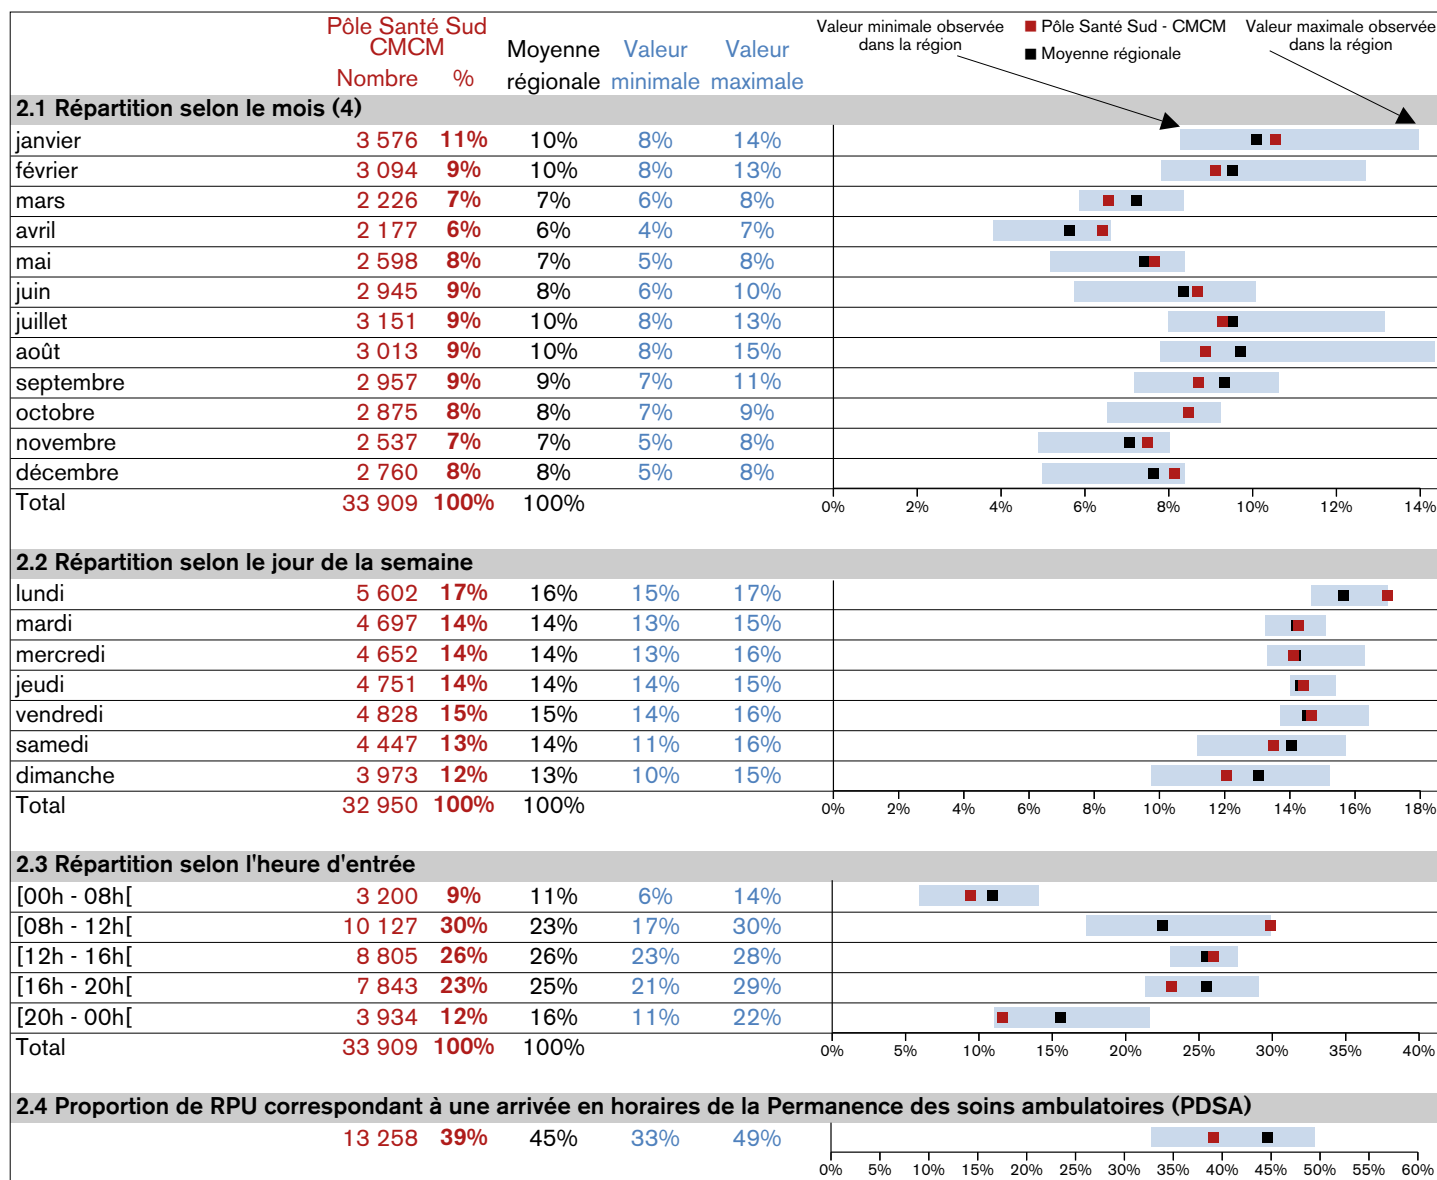 Pôle Santé Sud
CMCM
Nombre % Moyenne régionale Valeur minimale Valeur maximale
Valeur minimale observée dans la région
Pôle Santé Sud - CMCM
Moyenne régionale
Valeur maximale observée dans la région
2.1 Répartition selon le mois (4)
janvier 3 576 11% 10% 8% 14%
février 3 094 9% 10% 8% 13%
mars 2 226 7% 7% 6% 8%
avril 2 177 6% 6% 4% 7%
mai 2 598 8% 7% 5% 8%
juin 2 945 9% 8% 6% 10%
juillet 3 151 9% 10% 8% 13%
août 3 013 9% 10% 8% 15%
septembre 2 957 9% 9% 7% 11%
octobre 2 875 8% 8% 7% 9%
novembre 2 537 7% 7% 5% 8%
décembre 2 760 8% 8% 5% 8%
Total 33 909 100% 100%
0% 2% 4% 6% 8% 10% 12% 14%
2.2 Répartition selon le jour de la semaine
lundi 5 602 17% 16% 15% 17%
mardi 4 697 14% 14% 13% 15%
mercredi 4 652 14% 14% 13% 16%
jeudi 4 751 14% 14% 14% 15%
vendredi 4 828 15% 15% 14% 16%
samedi 4 447 13% 14% 11% 16%
dimanche 3 973 12% 13% 10% 15%
Total 32 950 100% 100%
0% 2% 4% 6% 8% 10% 12% 14% 16% 18%
2.3 Répartition selon l'heure d'entrée
[00h - 08h[ 3 200 9% 11% 6% 14%
[08h - 12h[ 10 127 30% 23% 17% 30%
[12h - 16h[ 8 805 26% 26% 23% 28%
[16h - 20h[ 7 843 23% 25% 21% 29%
[20h - 00h[ 3 934 12% 16% 11% 22%
Total 33 909 100% 100%
0% 5% 10% 15% 20% 25% 30% 35% 40%
2.4 Proportion de RPU correspondant à une arrivée en horaires de la Permanence des soins ambulatoires (PDSA)
13 258 39% 45% 33% 49%
0% 5% 10% 15% 20% 25% 30% 35% 40% 45% 50% 55% 60%